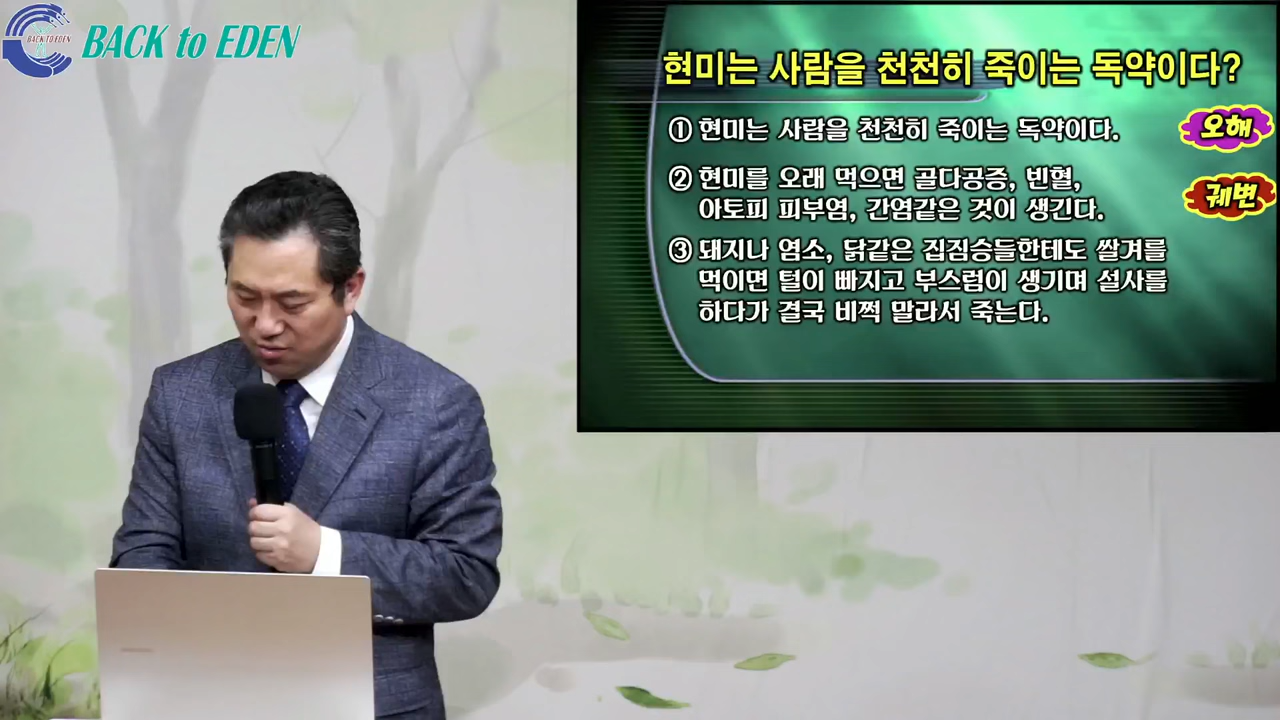 BACK TO EDEN
BACK to EDEN
현미는 사람을 천천히 죽이는 독약이다?
① 현미는 사람을 천천히 죽이는 독약이다.
오해
② 현미를 오래 먹으면 골다공증, 빈혈,
아토피 피부염, 간염같은 것이 생긴다.
궤변
③ 돼지나 염소, 닭같은 집짐승들한테도 쌀겨를
먹이면 털이 빠지고 부스럼이 생기며 설사를
하다가 결국 비쩍 말라서 죽는다.